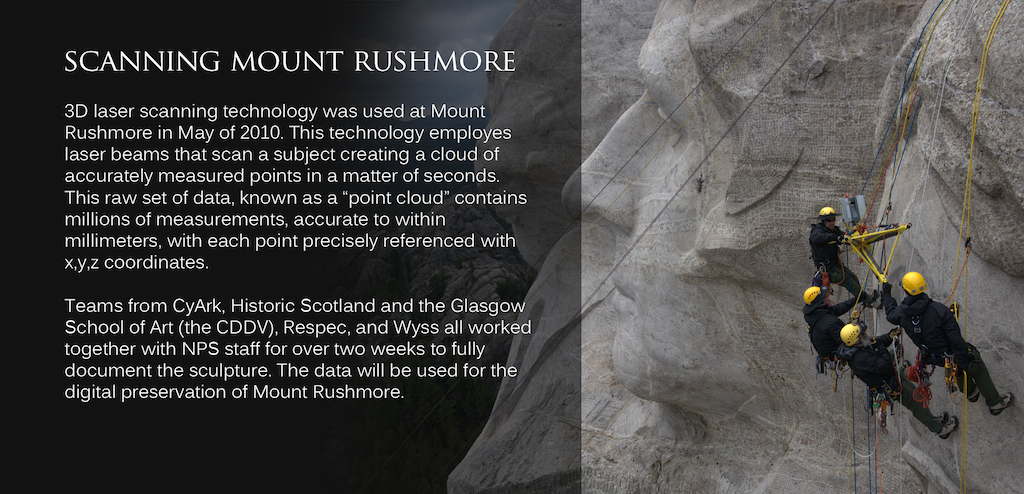 SCANNING MOUNT RUSHMORE
3D laser scanning technology was used at Mount
Rushmore in May of 2010. This technology employes
laser beams that scan a subject creating a cloud of
accurately measured points in a matter of seconds.
This raw set of data, known as a “point cloud” contains
millions of measurements, accurate to within
millimeters, with each point precisely referenced with
x,y,z coordinates.
Teams from CyArk, Historic Scotland and the Glasgow
School of Art (the CDDV), Respec, and Wyss all worked
together with NPS staff for over two weeks to fully
document the sculpture. The data will be used for the
digital preservation of Mount Rushmore.